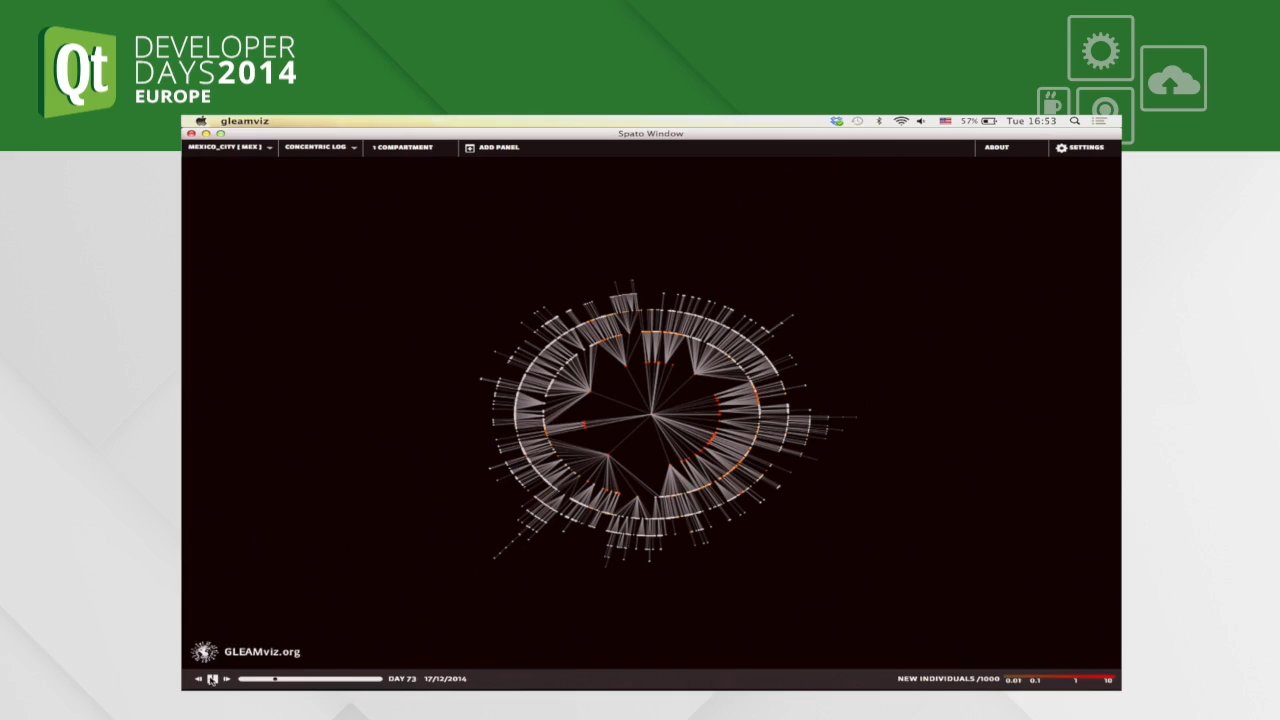 Qt
DEVELOPER
DAYS2014
EUROPE
gleamviz
57%
Tue 16:53
Spato Window
MEXICO_CITY [ MEX ]
CONCENTRIC LOG
1 COMPARTMENT
ADD PANEL
ABOUT
SETTINGS
GLEAMviz.org
DAY 73
17/12/2014
NEW INDIVIDUALS /1000
0.01
0.1
1
10